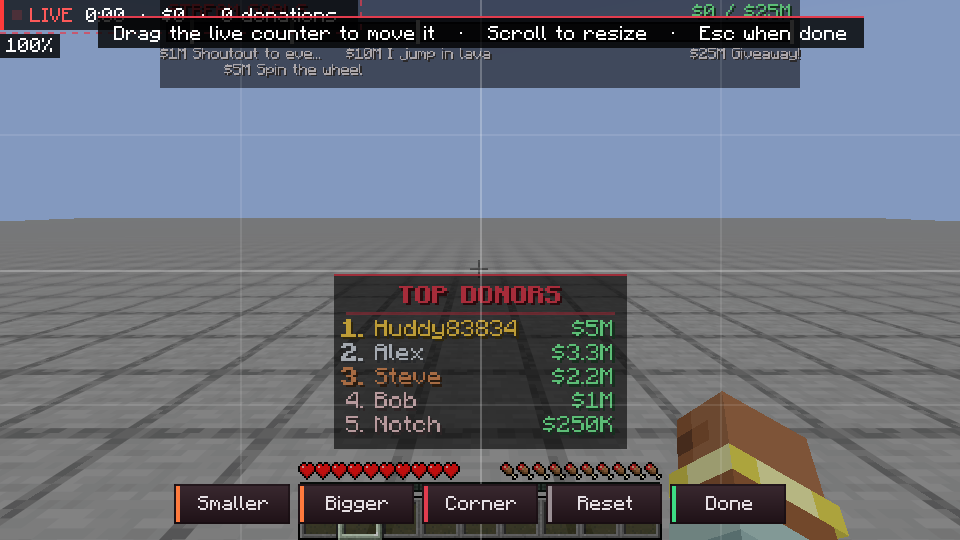 LIVE 0:00 · $0 · 0 donations
$0 / $25M
Drag the live counter to move it · Scroll to resize · Esc when done
100%
$1M Shoutout to eve... $10M I jump in lava $25M Giveaway!
$5M Spin the wheel
TOP DONORS
1. Huddy83834 $5M
2. Alex $3.3M
3. Steve $2.2M
4. Bob $1M
5. Notch $250K
Smaller Bigger Corner Reset Done